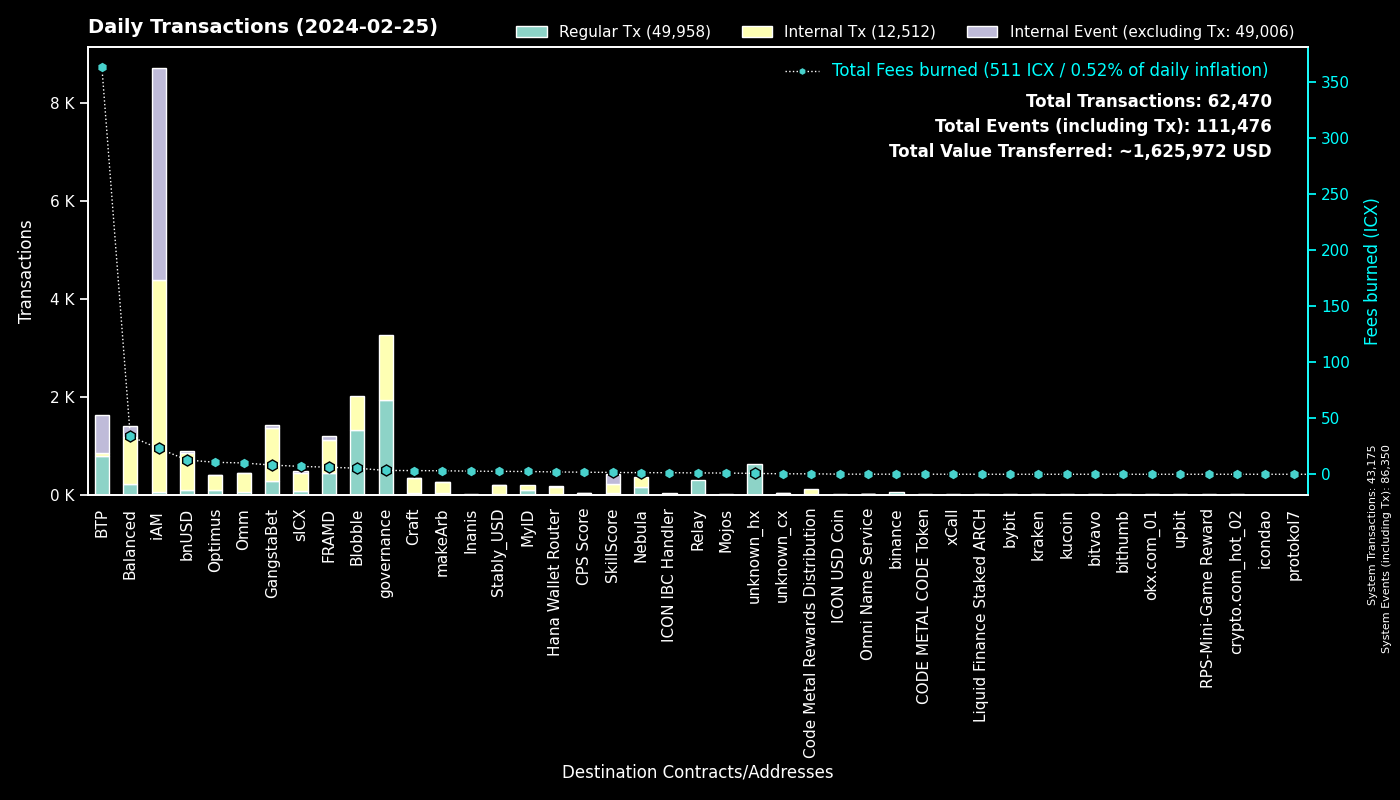 Daily Transactions (2024-02-25)
Regular Tx (49,958)
Internal Tx (12,512)
Internal Event (excluding Tx: 49,006)
Total Fees burned (511 ICX / 0.52% of daily inflation)
Total Transactions: 62,470
Total Events (including Tx): 111,476
Total Value Transferred: ~1,625,972 USD
Transactions
8 K
6 K
4 K
2 K
0 K
350
300
250
200
150
100
50
0
Fees burned (ICX)
System Transactions: 43,175
System Events (including Tx): 86,350
BTP
Balanced
iAM
bnUSD
Optimus
Omm
GangstaBet
sICX
FRAMD
Blobble
governance
Craft
makeArb
Inanis
Stably_USD
MyID
Hana Wallet Router
CPS Score
SkillScore
Nebula
ICON IBC Handler
Relay
Mojos
unknown_hx
unknown_cx
Code Metal Rewards Distribution
ICON USD Coin
Omni Name Service
binance
CODE METAL CODE Token
xCall
Liquid Finance Staked ARCH
bybit
kraken
kucoin
bitvavo
bithumb
okx.com_01
upbit
RPS-Mini-Game Reward
crypto.com_hot_02
icondao
protokol7
Destination Contracts/Addresses